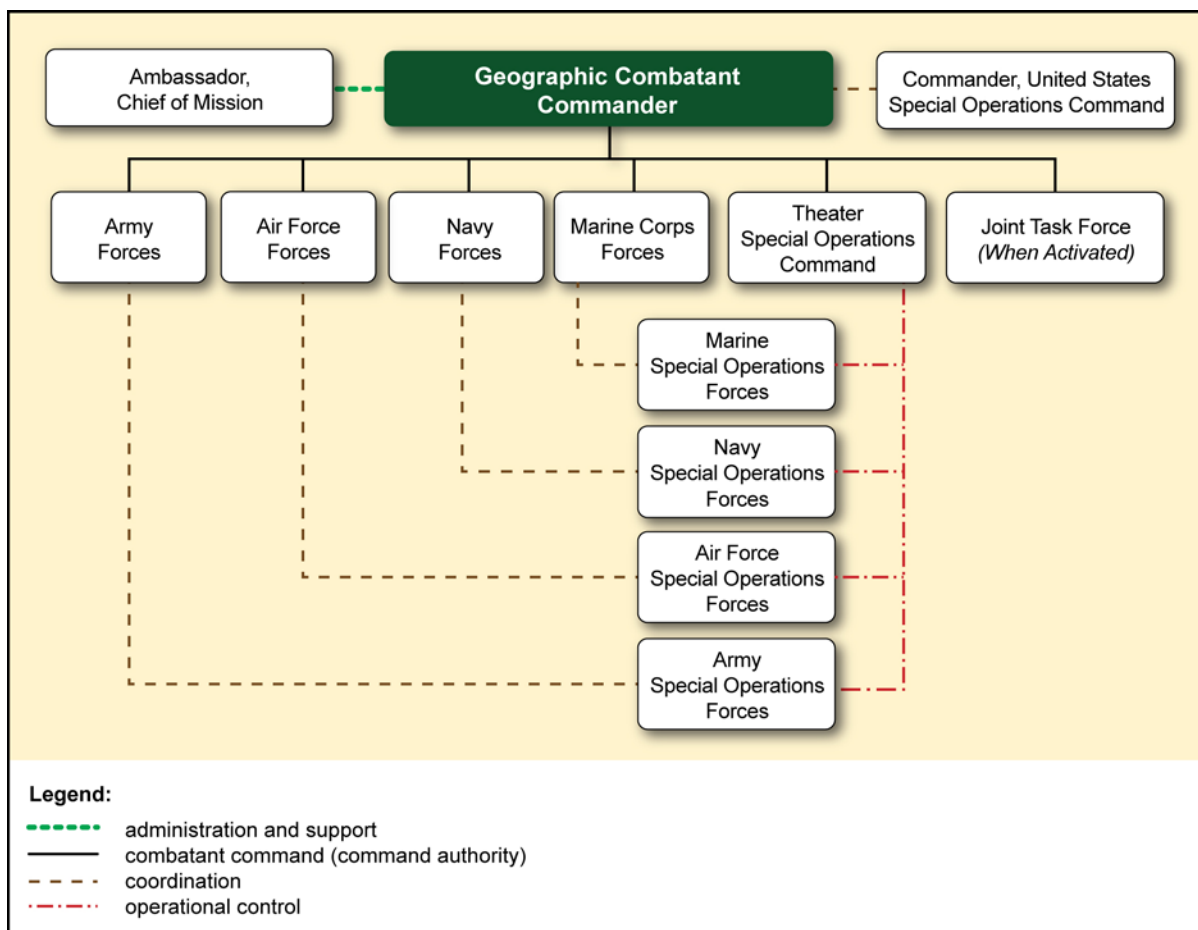 Ambassador,
Chief of Mission
Geographic Combatant
Commander
Commander, United States
Special Operations Command
Army
Forces
Air Force
Forces
Navy
Forces
Marine Corps
Forces
Theater
Special Operations
Command
Joint Task Force
(When Activated)
Marine
Special Operations
Forces
Navy
Special Operations
Forces
Air Force
Special Operations
Forces
Army
Special Operations
Forces
Legend:
administration and support
combatant command (command authority)
coordination
operational control